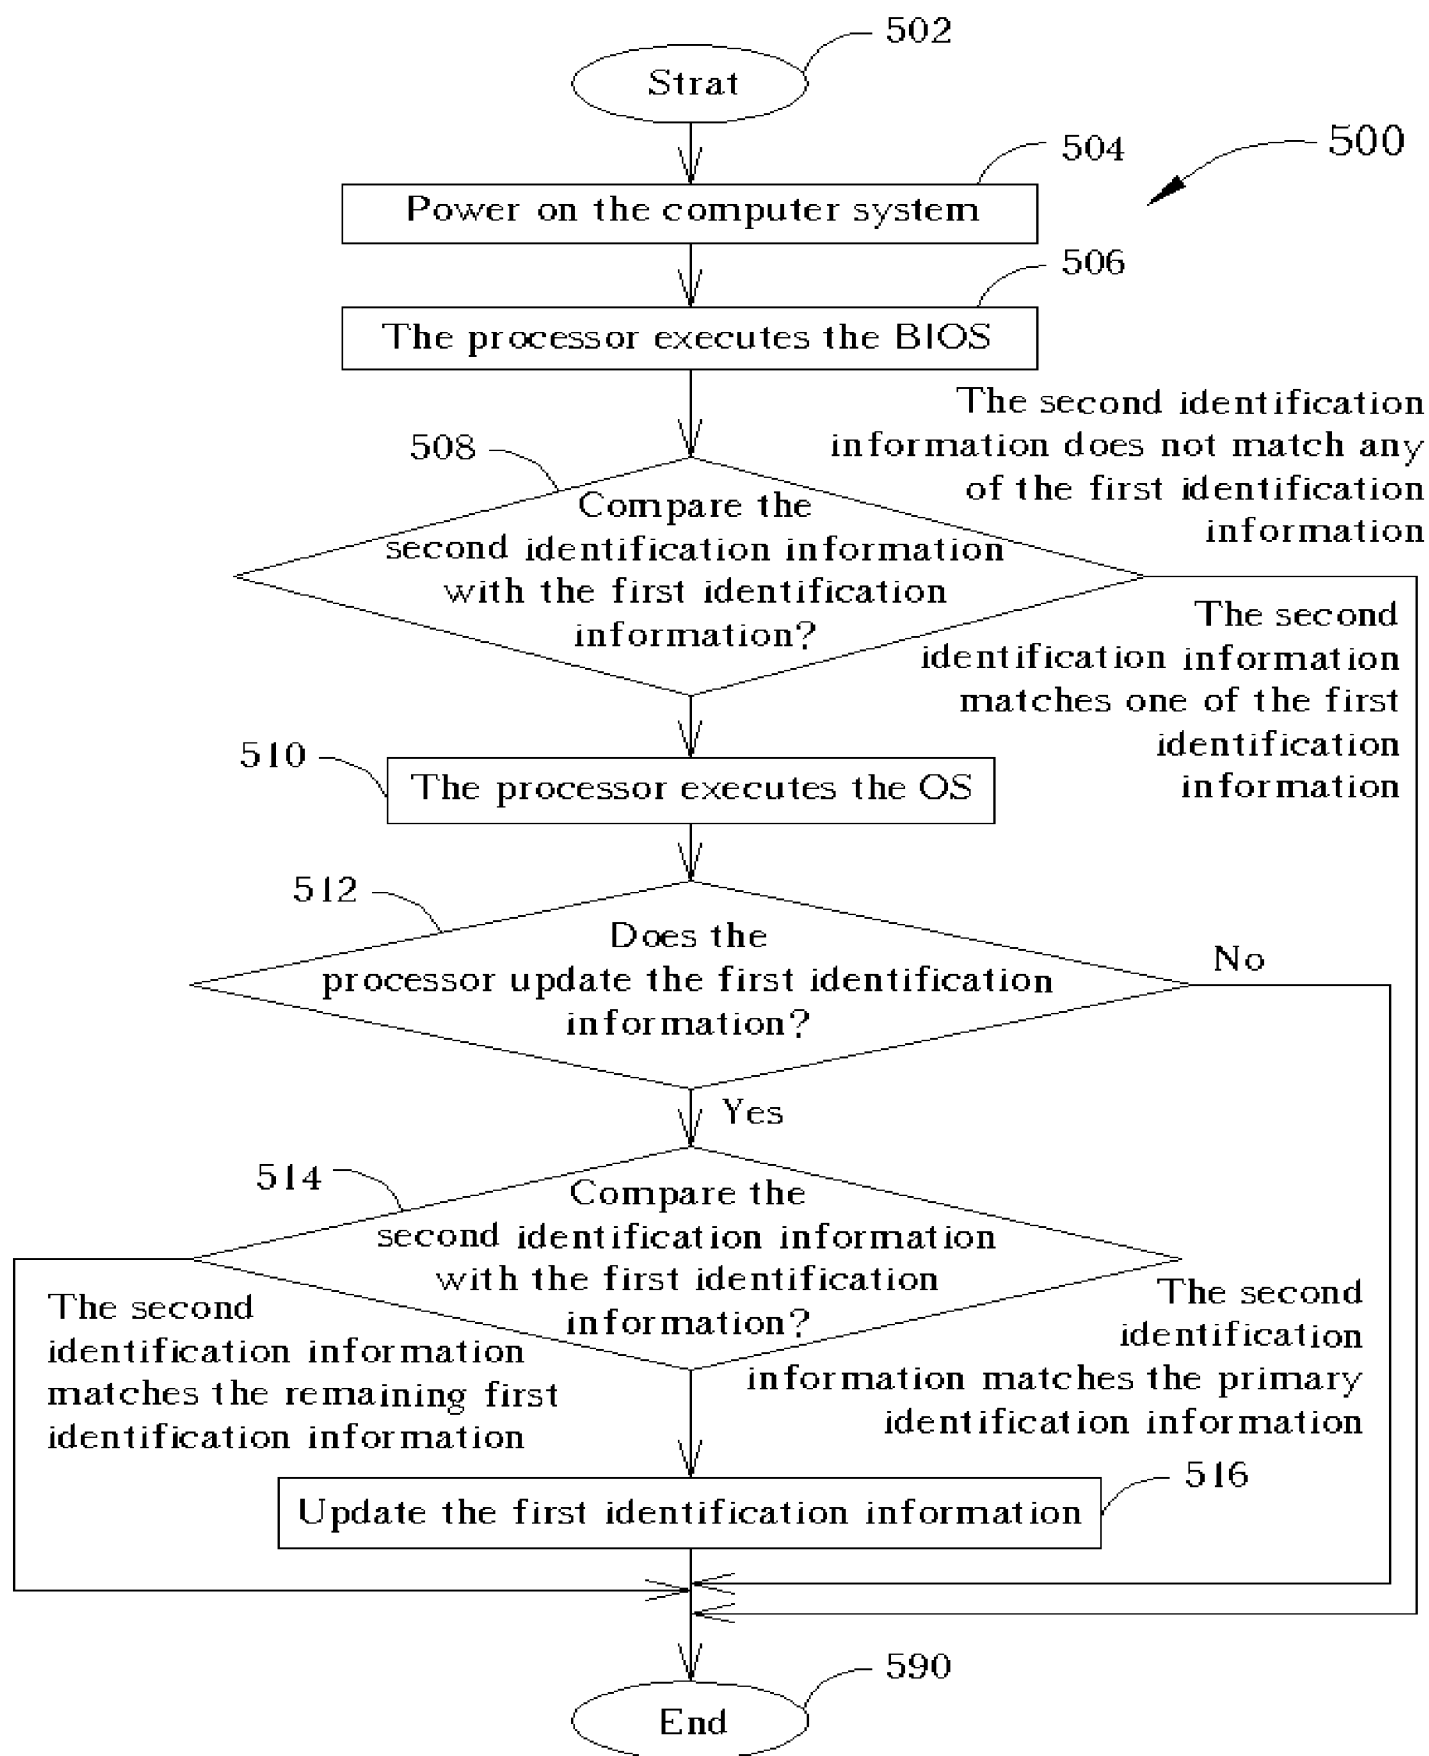 502
Strat
504
500
Power on the computer system
506
The processor executes the BIOS
The second identification
information does not match any
of the first identification
information
508
Compare the
second identification information
with the first identification
information?
The second
identification information
matches one of the first
identification
information
510
The processor executes the OS
512
Does the
processor update the first identification
information?
No
Yes
514
Compare the
second identification information
with the first identification
information?
The second
identification information
matches the remaining first
identification information
The second
identification
information matches the primary
identification information
516
Update the first identification information
590
End